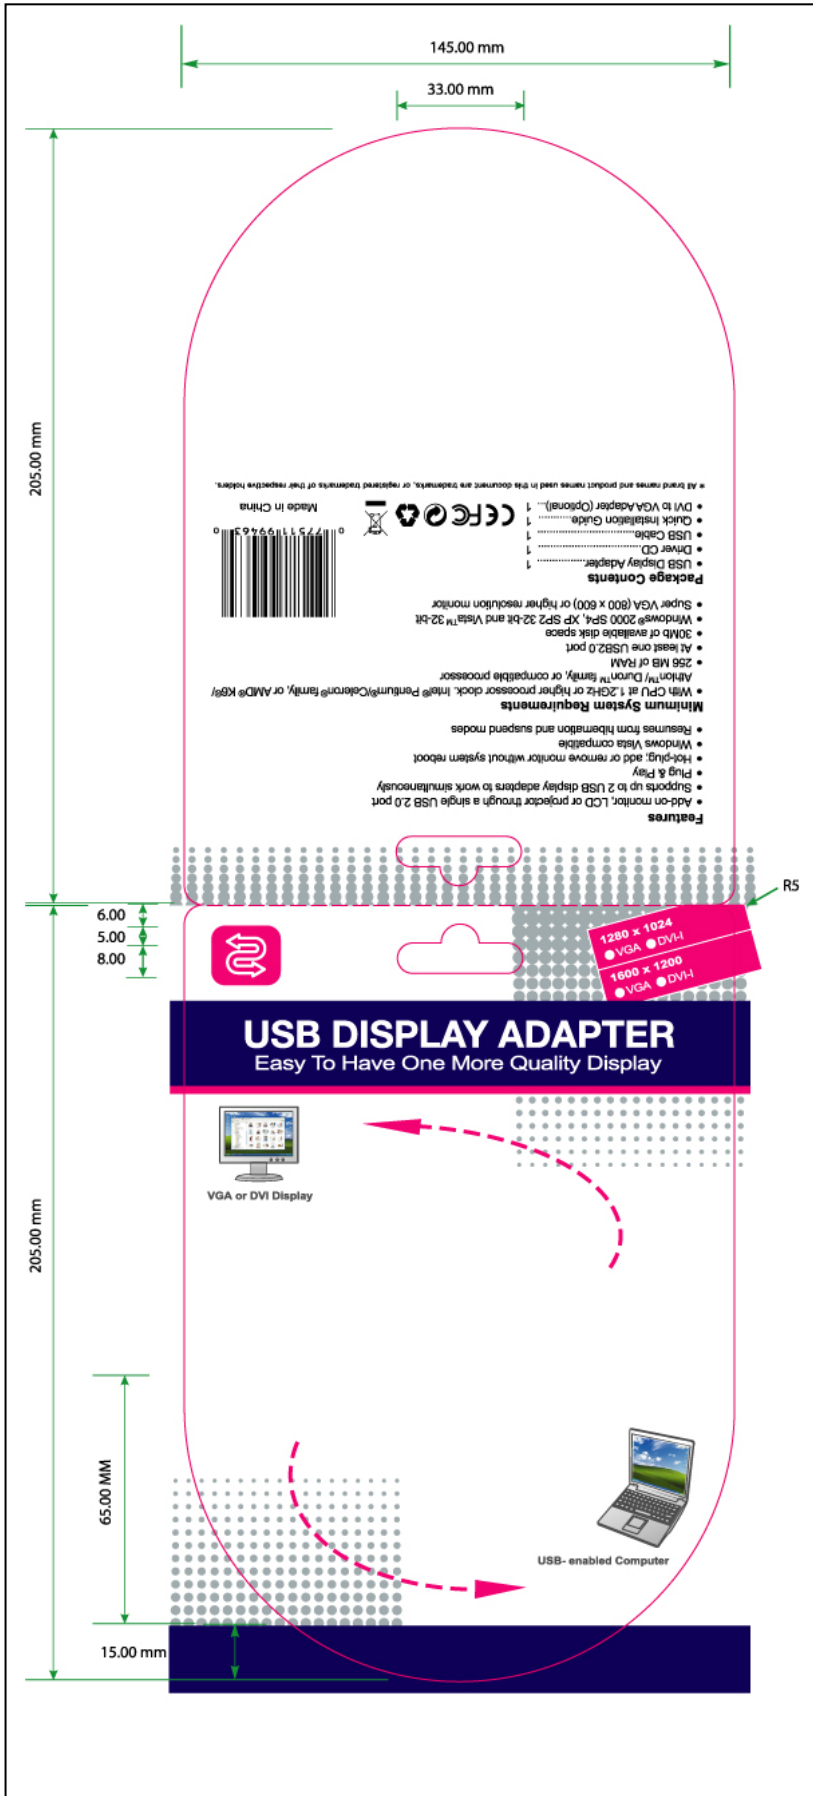 145.00 mm
33.00 mm
205.00 mm
Features
• Add-on monitor, LCD or projector through a single USB 2.0 port
• Supports up to 2 USB display adapters to work simultaneously
• Plug & Play
• Hot-plug; add or remove monitor without system reboot
• Windows Vista compatible
• Resumes from hibernation and suspend modes
Minimum System Requirements
• With CPU at 1.2GHz or higher processor clock. Intel® Pentium®/Celeron® family, or AMD® K6®/
Athlon™/ Duron™ family, or compatible processor
• 256 MB of RAM
• At least one USB2.0 port
• 30Mb of available disk space
• Windows® 2000 SP4, XP SP2 32-bit and Vista™ 32-bit
• Super VGA (800 x 600) or higher resolution monitor
Package Contents
• USB Display Adapter.............. 1
• Driver CD.............................. 1
• USB Cable............................ 1
• Quick Installation Guide.......... 1
• DVI to VGA Adapter (Optional)... 1
0 77511 99463 0
Made in China
CE FC
* All brand names and product names used in this document are trademarks, or registered trademarks of their respective holders.
R5
6.00
5.00
8.00
1280 x 1024
VGA DVI-I
1600 x 1200
VGA DVI-I
USB DISPLAY ADAPTER
Easy To Have One More Quality Display
VGA or DVI Display
205.00 mm
65.00 MM
USB- enabled Computer
15.00 mm